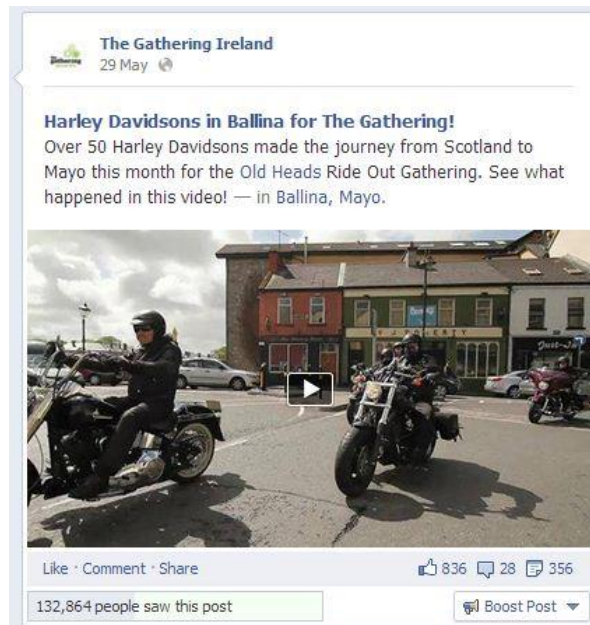 The Gathering Ireland
29 May
Harley Davidsons in Ballina for The Gathering!
Over 50 Harley Davidsons made the journey from Scotland to
Mayo this month for the Old Heads Ride Out Gathering. See what
happened in this video! — in Ballina, Mayo.
Like · Comment · Share
836 28 356
132,864 people saw this post
Boost Post